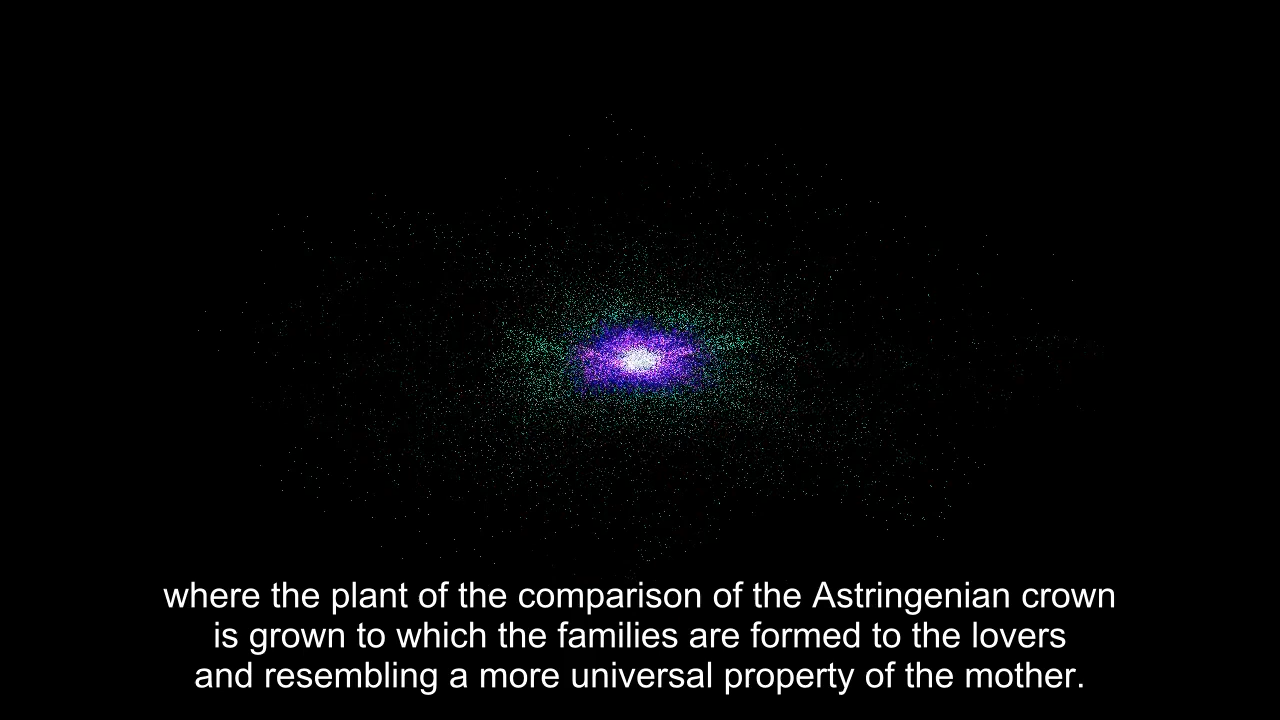 where the plant of the comparison of the Astringenian crown
is grown to which the families are formed to the lovers
and resembling a more universal property of the mother.